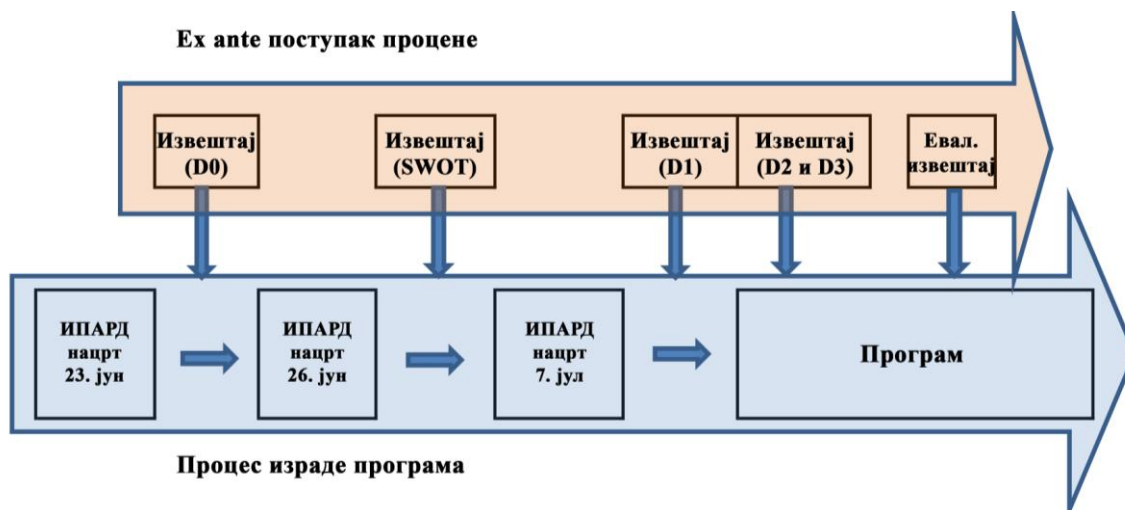 Ex ante поступак процене
Извештај
(D0)
Извештај
(SWOT)
Извештај
(D1)
Извештај
(D2 и D3)
Евал.
извештај
ИПАРД
нацрт
23. јун
ИПАРД
нацрт
26. јун
ИПАРД
нацрт
7. јул
Програм
Процес израде програма